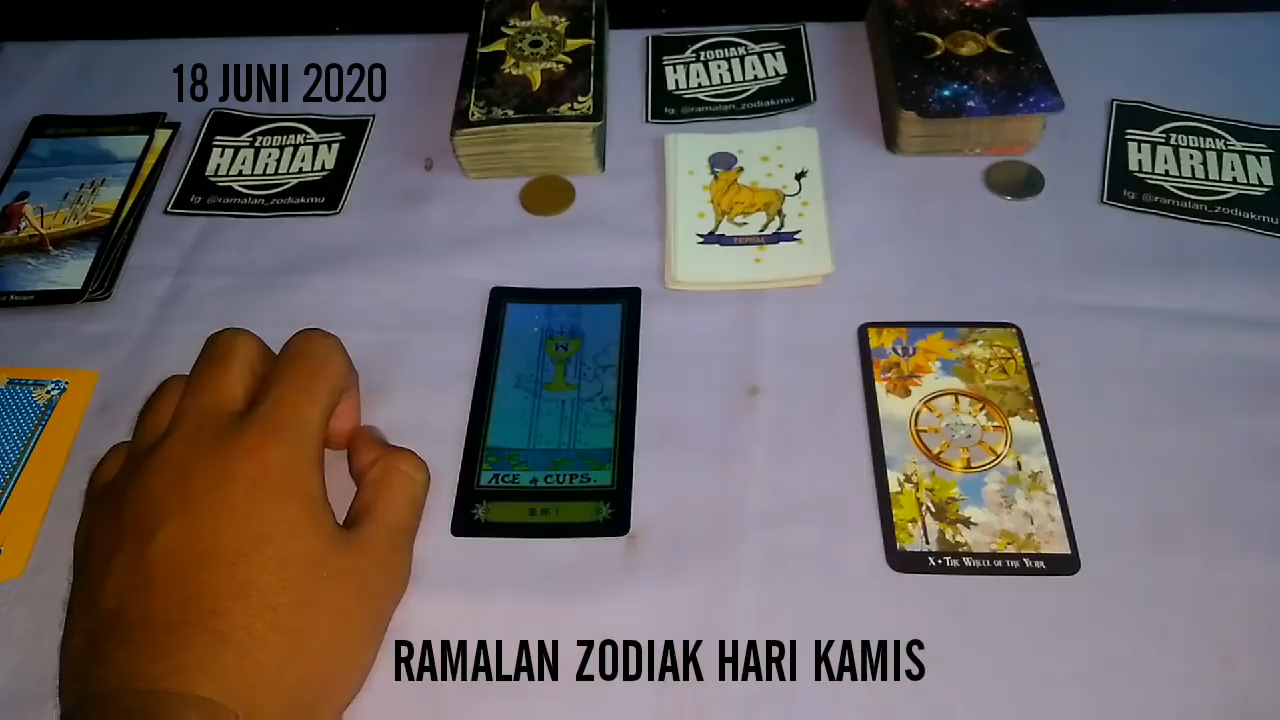 18 JUNI 2020
ZODIAK
HARIAN
Ig: @ramalan_zodiakmu
ZODIAK
HARIAN
Ig: @ramalan_zodiakmu
ZODIAK
HARIAN
Ig: @ramalan_zodiakmu
ACE of CUPS.
X • THE WHEEL OF THE YEAR
RAMALAN ZODIAK HARI KAMIS